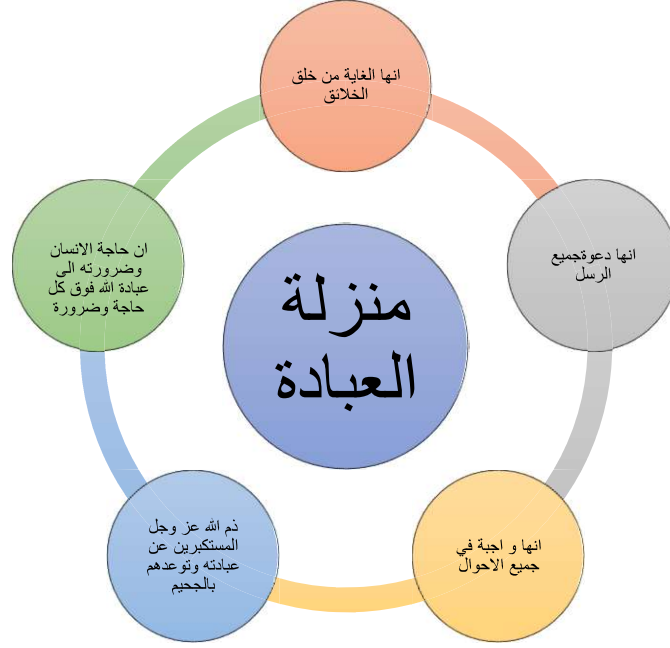 انها الغاية من خلق
الخلائق
انها دعوةجميع
الرسل
انها و اجبة في
جميع الاحوال
ذم الله عز وجل
المستكبرين عن
عبادته وتوعدهم
بالجحيم
ان حاجة الانسان
وضرورته الى
عبادة الله فوق كل
حاجة وضرورة
منزلة
العبادة